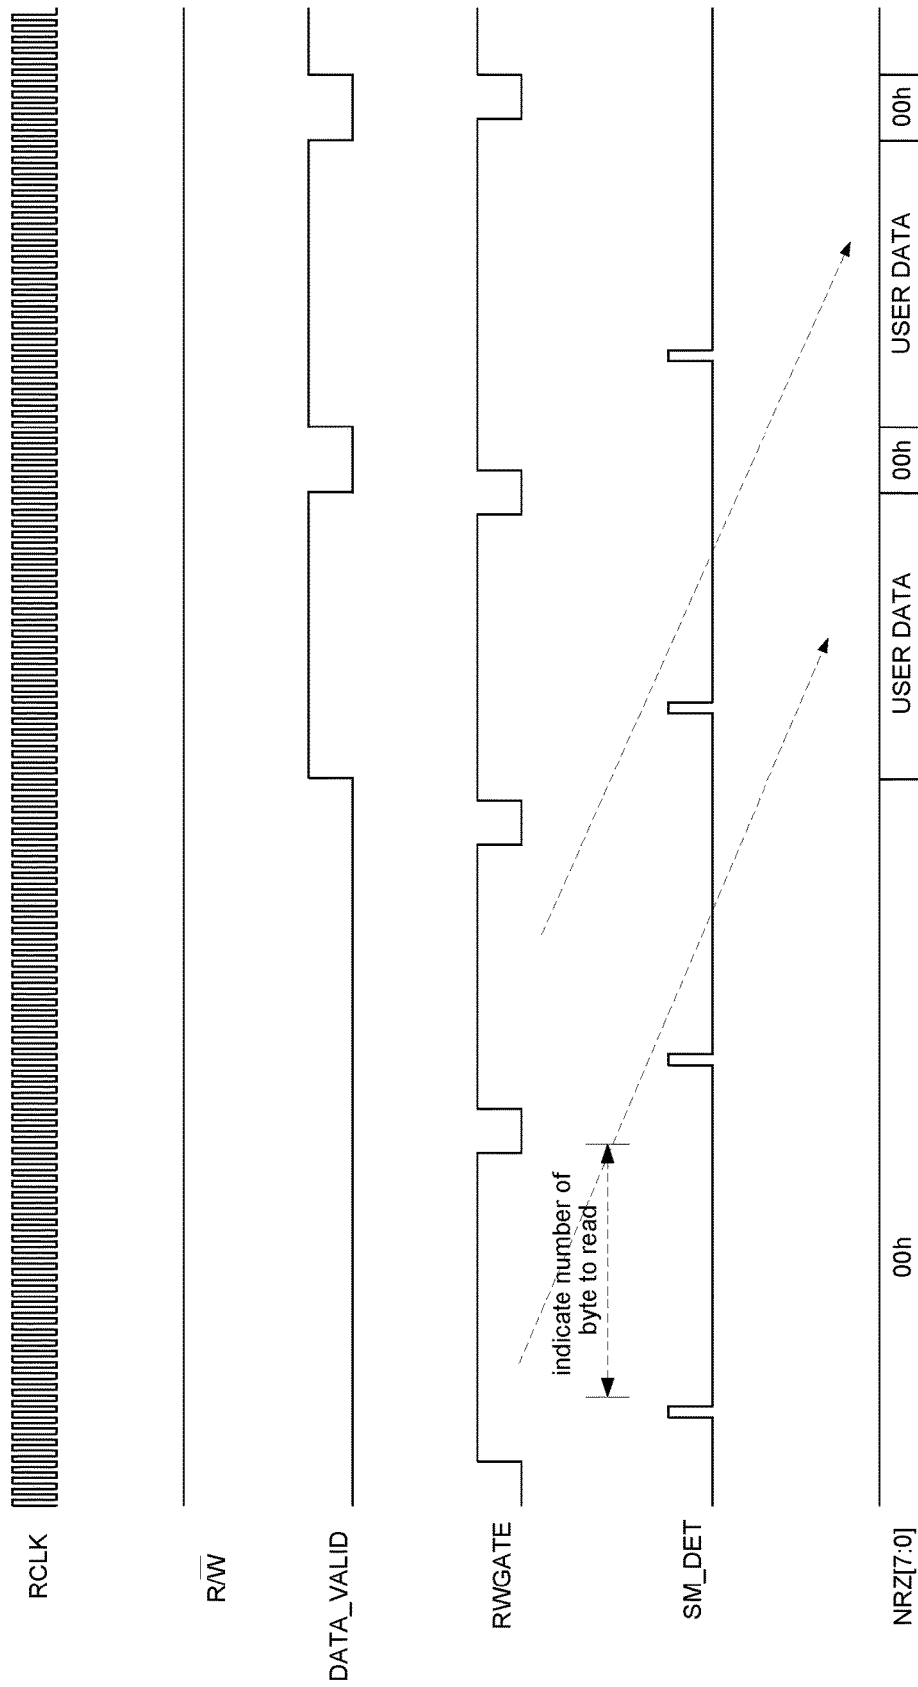 RCLK
R/W̅
DATA_VALID
RWGATE
indicate number of
byte to read
SM_DET
NRZ[7:0]
00h
USER DATA
00h
USER DATA
00h